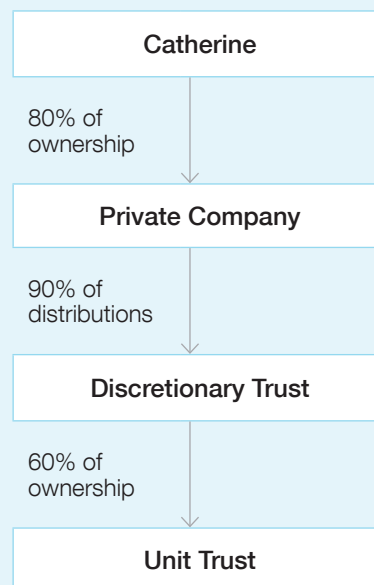 Catherine
80% of
ownership
Private Company
90% of
distributions
Discretionary Trust
60% of
ownership
Unit Trust